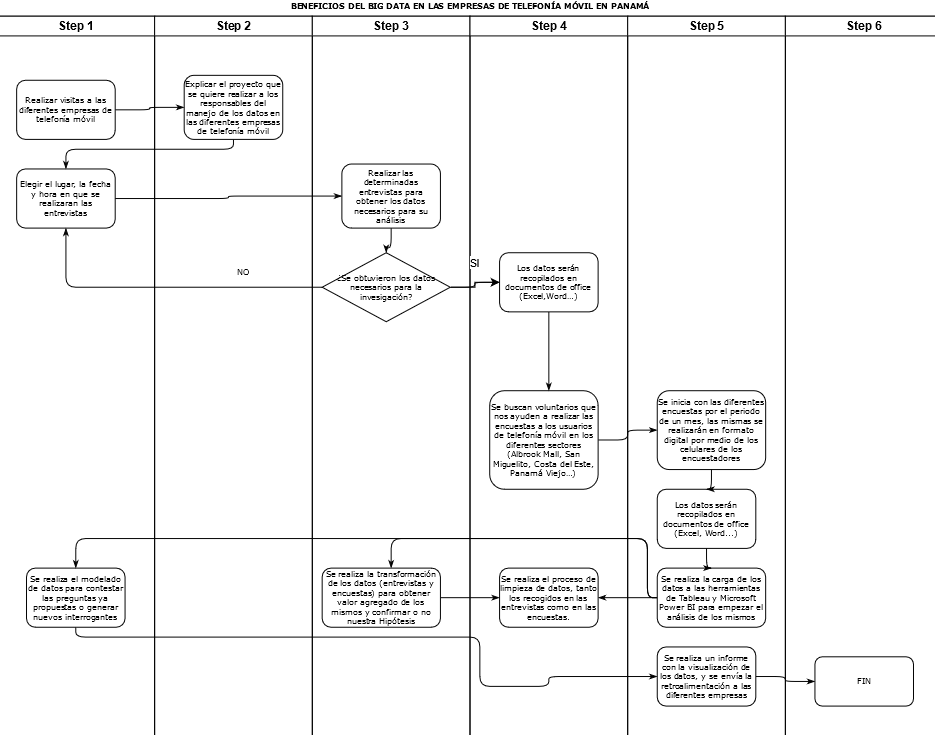 BENEFICIOS DEL BIG DATA EN LAS EMPRESAS DE TELEFONÍA MÓVIL EN PANAMÁ
Step 1
Step 2
Step 3
Step 4
Step 5
Step 6
Realizar visitas a las
diferentes empresas de
telefonía móvil
Explicar el proyecto que
se quiere realizar a los
responsables del
manejo de los datos en
las diferentes empresas
de telefonía móvil
Elegir el lugar, la fecha
y hora en que se
realizaran las
entrevistas
Realizar las
determinadas
entrevistas para
obtener los datos
necesarios para su
análisis
¿Se obtuvieron los datos
necesarios para la
invesigación?
NO
SI
Los datos serán
recopilados en
documentos de office
(Excel,Word...)
Se buscan voluntarios que
nos ayuden a realizar las
encuestas a los usuarios
de telefonía móvil en los
diferentes sectores
(Albrook Mall, San
Miguelito, Costa del Este,
Panamá Viejo...)
Se inicia con las diferentes
encuestas por el periodo
de un mes, las mismas se
realizarán en formato
digital por medio de los
celulares de los
encuestadores
Los datos serán
recopilados en
documentos de office
(Excel, Word...)
Se realiza el modelado
de datos para contestar
las preguntas ya
propuestas o generar
nuevos interrogantes
Se realiza la transformación
de los datos (entrevistas y
encuestas) para obtener
valor agregado de los
mismos y confirmar o no
nuestra Hipótesis
Se realiza el proceso de
limpieza de datos, tanto
los recogidos en las
entrevistas como en las
encuestas.
Se realiza la carga de los
datos a las herramientas
de Tableau y Microsoft
Power BI para empezar el
análisis de los mismos
Se realiza un informe
con la visualización de
los datos, y se envía la
retroalimentación a las
diferentes empresas
FIN